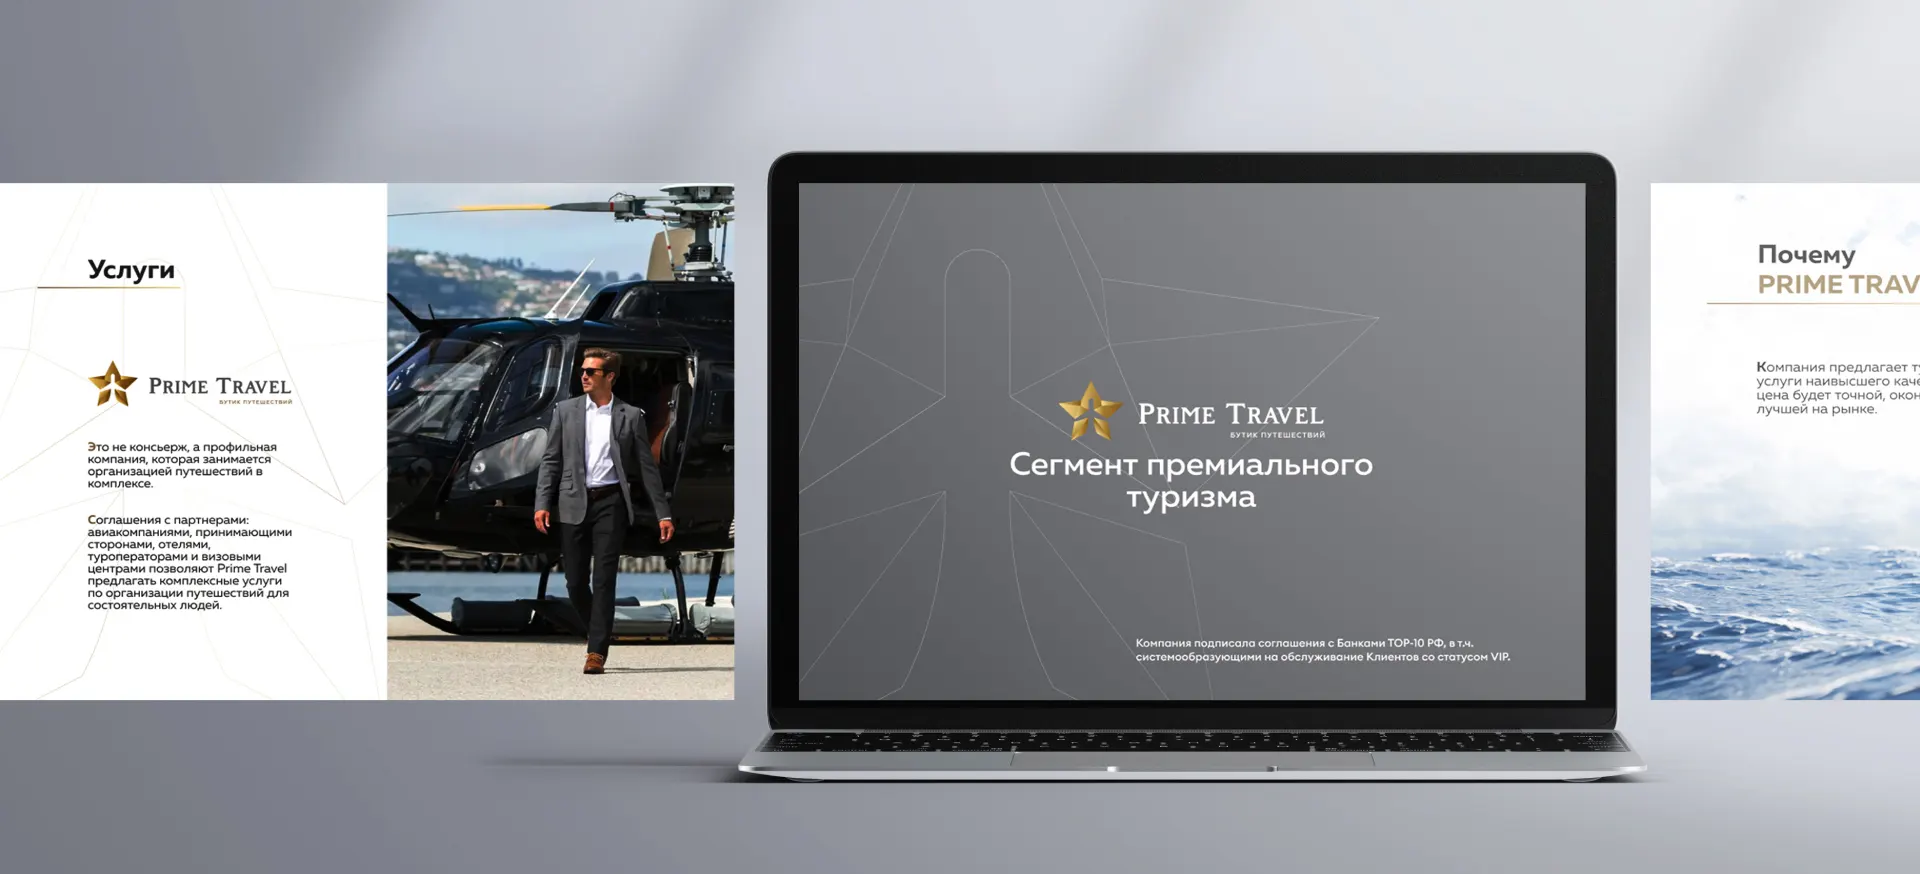 Услуги
PRIME TRAVEL
БУТИК ПУТЕШЕСТВИЙ
Это не консьерж, а профильная
компания, которая занимается
организацией путешествий в
комплексе.
Соглашения с партнерами:
авиакомпаниями, принимающими
сторонами, отелями,
туроператорами и визовыми
центрами позволяют Prime Travel
предлагать комплексные услуги
по организации путешествий для
состоятельных людей.
PRIME TRAVEL
БУТИК ПУТЕШЕСТВИЙ
Сегмент премиального
туризма
Компания подписала соглашения с Банками TOP-10 РФ, в т.ч.
системообразующими на обслуживание Клиентов со статусом VIP.
Почему
PRIME TRAV
Компания предлагает
услуги наивысшего
цена будет точной,
лучшей на рынке.